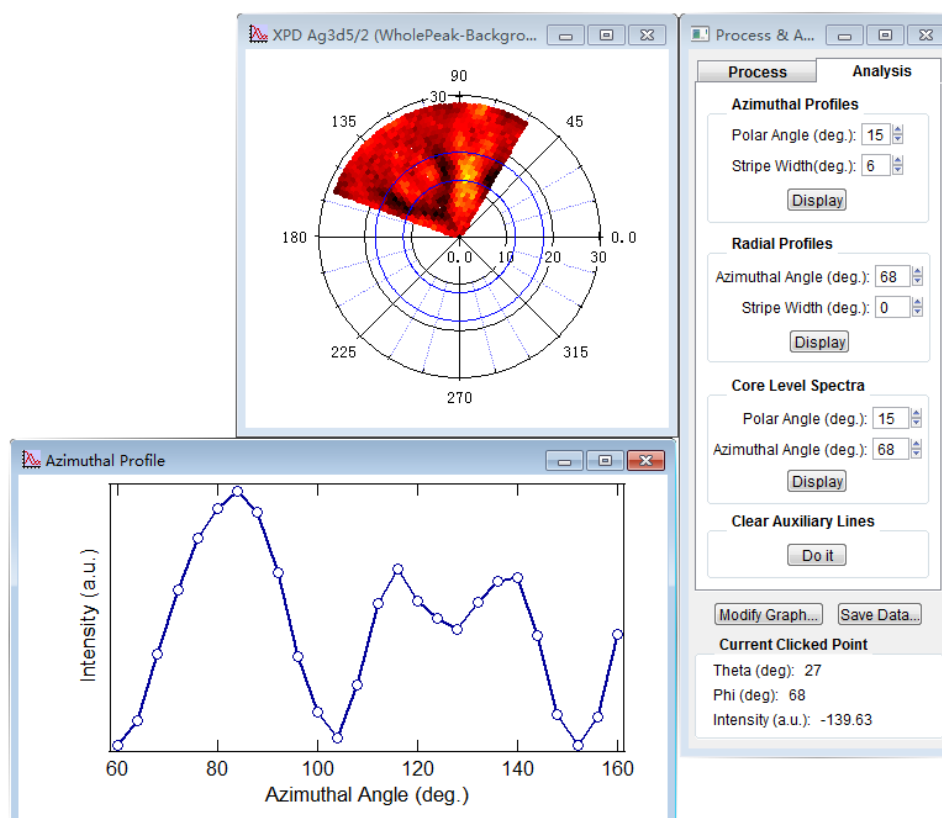 XPD Ag3d5/2 (WholePeak-Backgro...
90
30
135
45
180
0.0
0.0
10
20
30
225
315
270
Process & A...
Process
Analysis
Azimuthal Profiles
Polar Angle (deg.): 15
Stripe Width(deg.): 6
Display
Radial Profiles
Azimuthal Angle (deg.): 68
Stripe Width (deg.): 0
Display
Core Level Spectra
Polar Angle (deg.): 15
Azimuthal Angle (deg.): 68
Display
Clear Auxiliary Lines
Do it
Modify Graph...
Save Data...
Current Clicked Point
Theta (deg): 27
Phi (deg): 68
Intensity (a.u.): -139.63
Azimuthal Profile
Intensity (a.u.)
60
80
100
120
140
160
Azimuthal Angle (deg.)